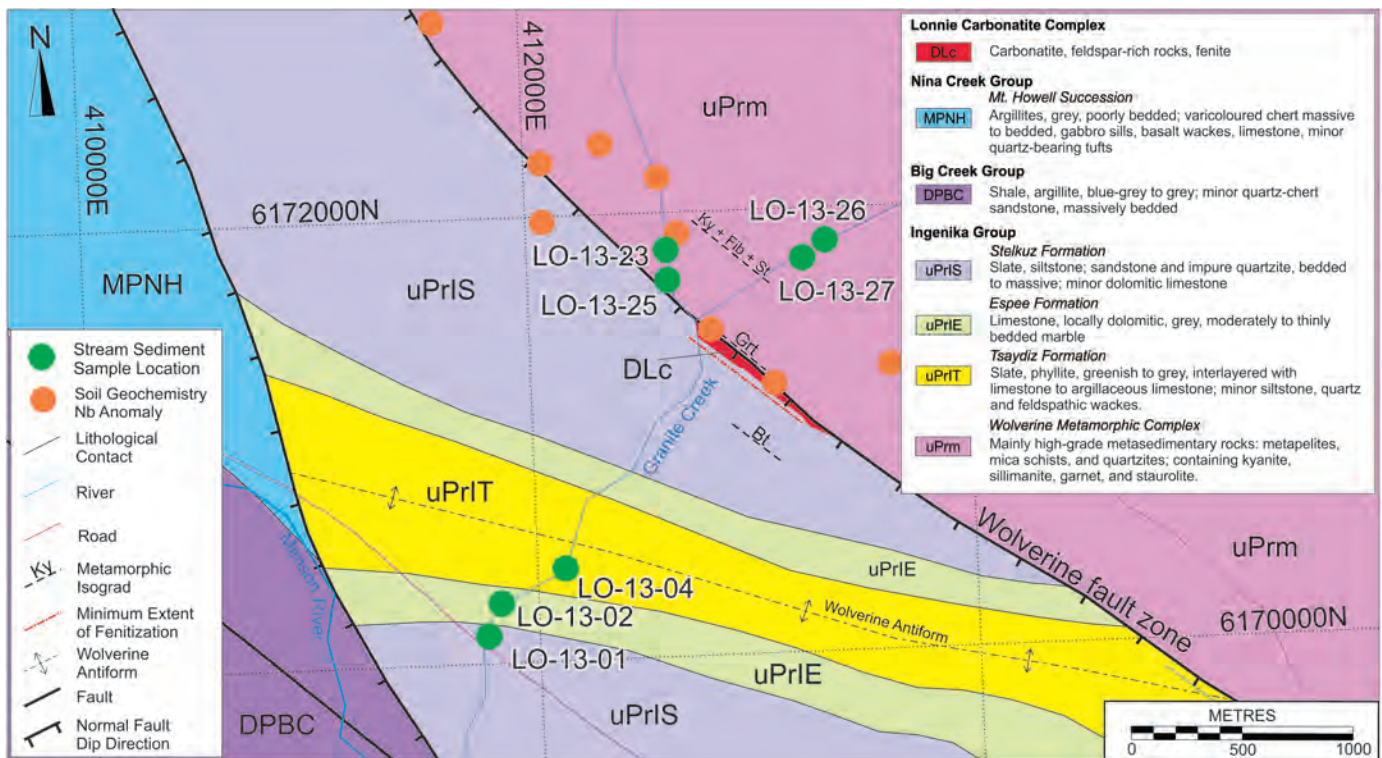 N
410000E
412000E
6172000N
6170000N
MPNH
uPrIS
uPrm
LO-13-26
LO-13-23
LO-13-27
LO-13-25
Ky + Fib + St
Grt
DLc
Bt
Granite Creek
uPrIT
uPrIE
Wolverine fault zone
uPrm
LO-13-04
LO-13-02
LO-13-01
Wolverine Antiform
uPrIE
uPrIS
Manson River
DPBC
Stream Sediment
Sample Location
Soil Geochemistry
Nb Anomaly
Lithological
Contact
River
Road
Ky
Metamorphic
Isograd
Minimum Extent
of Fenitization
Wolverine
Antiform
Fault
Normal Fault
Dip Direction
Lonnie Carbonatite Complex
DLc Carbonatite, feldspar-rich rocks, fenite
Nina Creek Group
Mt. Howell Succession
MPNH Argillites, grey, poorly bedded; varicoloured chert massive
to bedded, gabbro sills, basalt wackes, limestone, minor
quartz-bearing tufts
Big Creek Group
DPBC Shale, argillite, blue-grey to grey; minor quartz-chert
sandstone, massively bedded
Ingenika Group
Stelkuz Formation
uPrIS Slate, siltstone; sandstone and impure quartzite, bedded
to massive; minor dolomitic limestone
Espee Formation
uPrIE Limestone, locally dolomitic, grey, moderately to thinly
bedded marble
Tsaydiz Formation
uPrIT Slate, phyllite, greenish to grey, interlayered with
limestone to argillaceous limestone; minor siltstone, quartz
and feldspathic wackes.
Wolverine Metamorphic Complex
uPrm Mainly high-grade metasedimentary rocks: metapelites,
mica schists, and quartzites; containing kyanite,
sillimanite, garnet, and staurolite.
METRES
0 500 1000